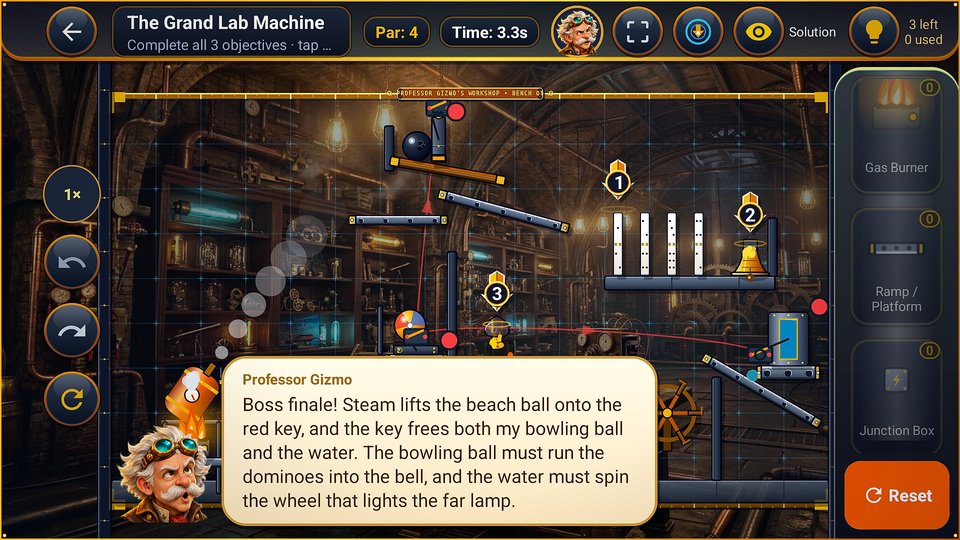 The Grand Lab Machine
Complete all 3 objectives · tap ...
Par: 4
Time: 3.3s
Solution
3 left
0 used
PROFESSOR GIZMO'S WORKSHOP • BENCH
0
Gas Burner
1×
1
2
0
3
Ramp /
Platform
0
Junction Box
Professor Gizmo
Boss finale! Steam lifts the beach ball onto the
red key, and the key frees both my bowling ball
and the water. The bowling ball must run the
dominoes into the bell, and the water must spin
the wheel that lights the far lamp.
Reset